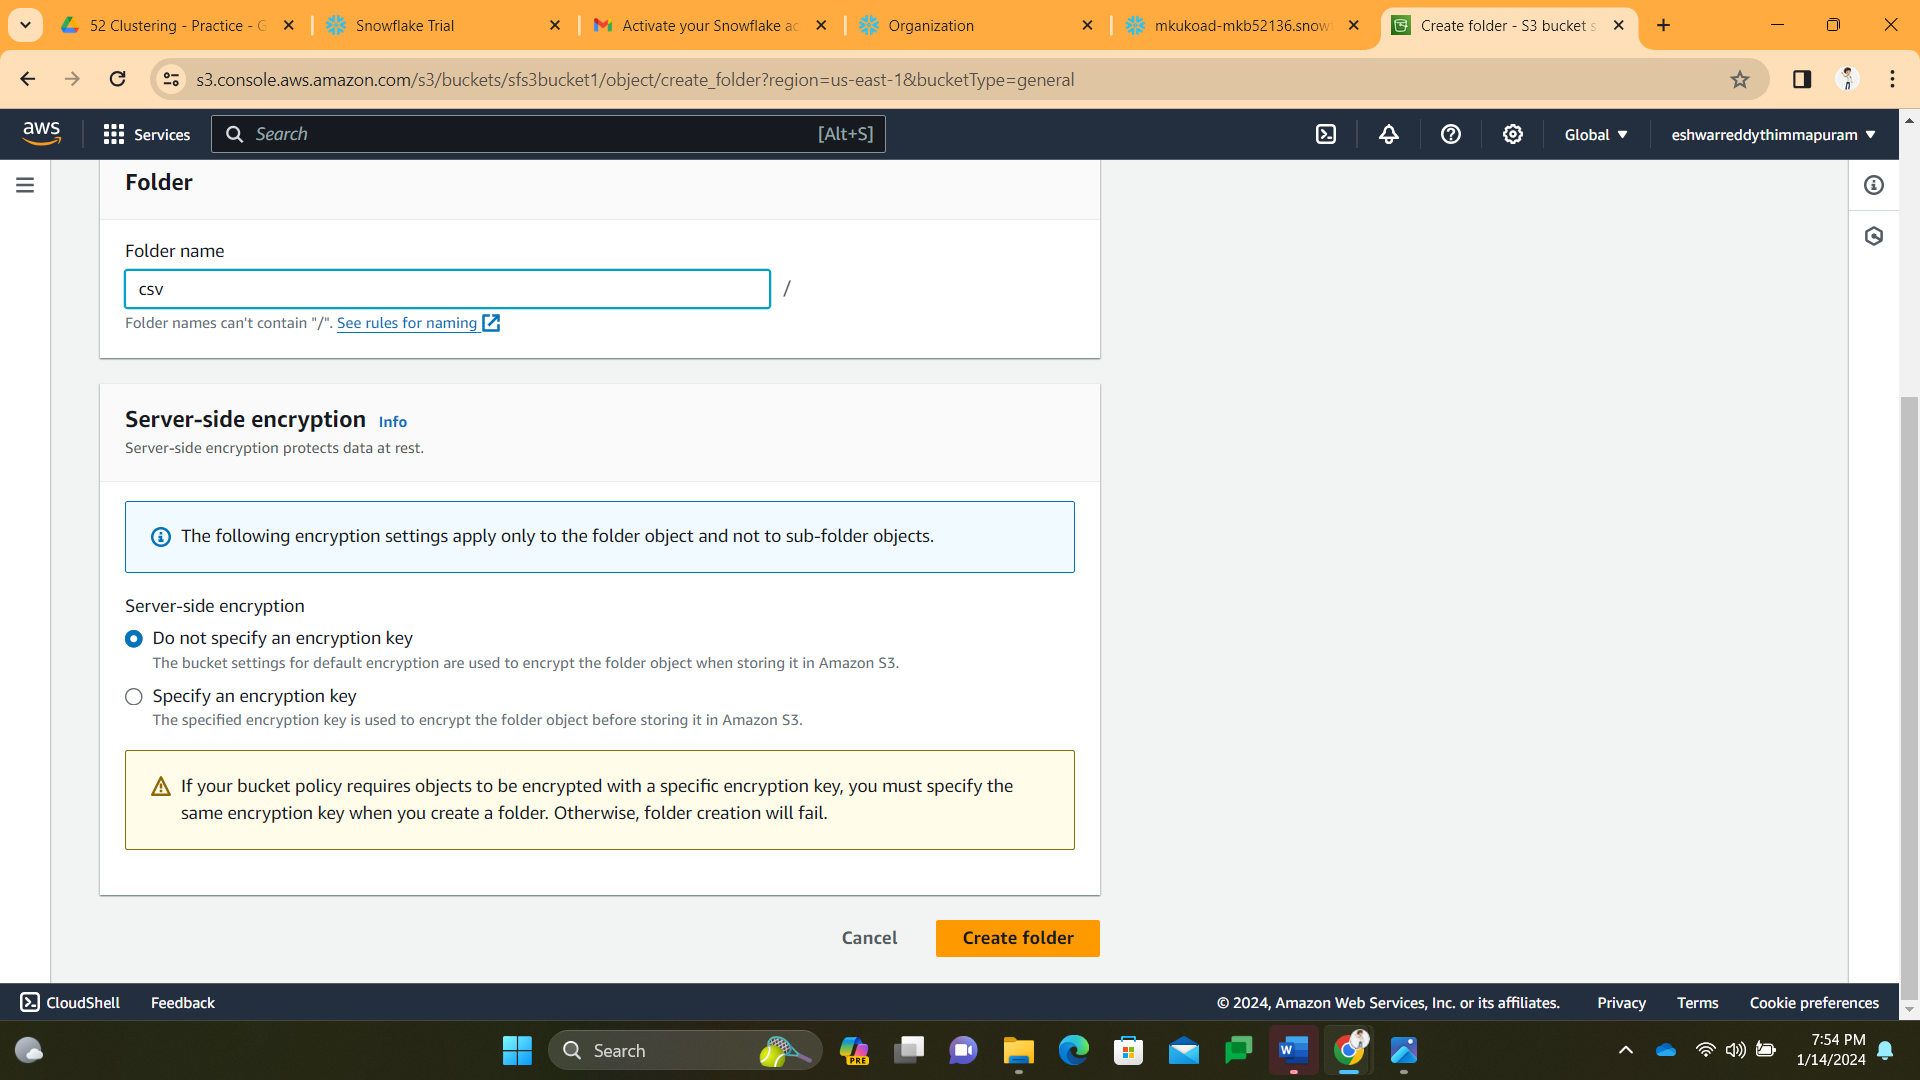 52 Clustering - Practice - G
Snowflake Trial
Activate your Snowflake ac
Organization
mkukoad-mkb52136.snow
Create folder - S3 bucket s
s3.console.aws.amazon.com/s3/buckets/sfs3bucket1/object/create_folder?region=us-east-1&bucketType=general
aws
Services
Search
[Alt+S]
Global
eshwarreddythimmapuram
Folder
Folder name
csv
/
Folder names can't contain "/". See rules for naming
Server-side encryption Info
Server-side encryption protects data at rest.
The following encryption settings apply only to the folder object and not to sub-folder objects.
Server-side encryption
Do not specify an encryption key
The bucket settings for default encryption are used to encrypt the folder object when storing it in Amazon S3.
Specify an encryption key
The specified encryption key is used to encrypt the folder object before storing it in Amazon S3.
If your bucket policy requires objects to be encrypted with a specific encryption key, you must specify the
same encryption key when you create a folder. Otherwise, folder creation will fail.
Cancel
Create folder
CloudShell
Feedback
© 2024, Amazon Web Services, Inc. or its affiliates.
Privacy
Terms
Cookie preferences
Search
PRE
W
7:54 PM
1/14/2024